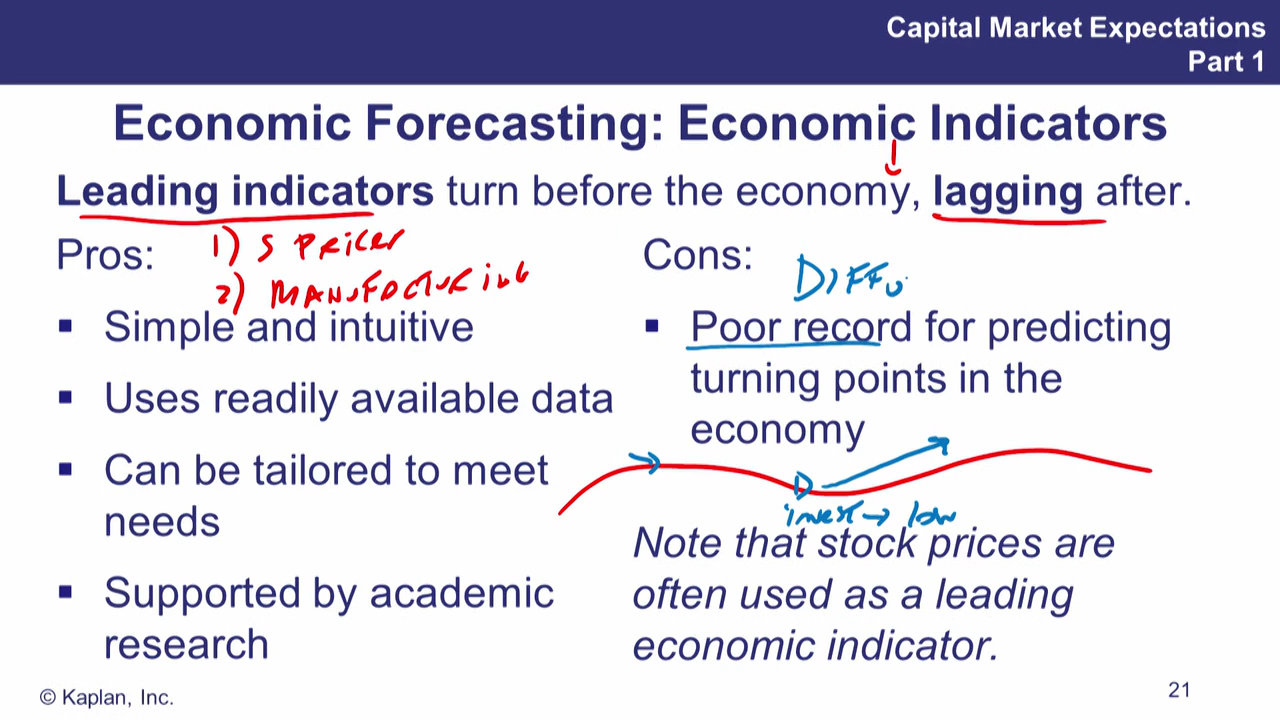 Capital Market Expectations
Part 1
Economic Forecasting: Economic Indicators
Leading indicators turn before the economy, lagging after.
Pros:
1) S PRICES
2) MANUFACTURING
▪ Simple and intuitive
▪ Uses readily available data
▪ Can be tailored to meet
needs
▪ Supported by academic
research
Cons:
DIFFU
▪ Poor record for predicting
turning points in the
economy
invest → low
Note that stock prices are
often used as a leading
economic indicator.
© Kaplan, Inc.
21